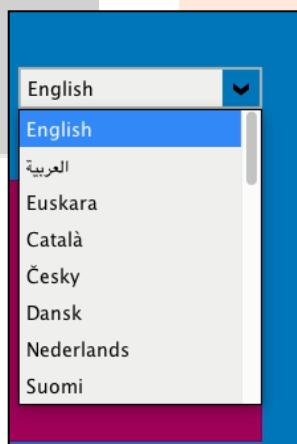 English
English
العربية
Euskara
Català
Česky
Dansk
Nederlands
Suomi